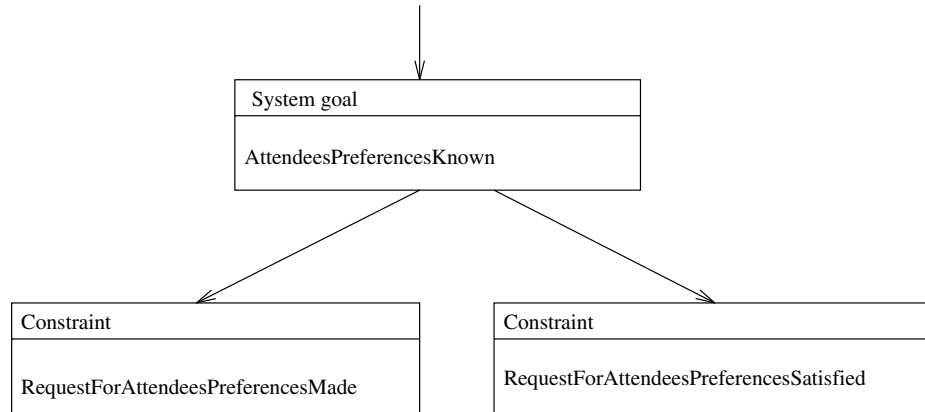 System goal
AttendeesPreferencesKnown
Constraint
RequestForAttendeesPreferencesMade
Constraint
RequestForAttendeesPreferencesSatisfied